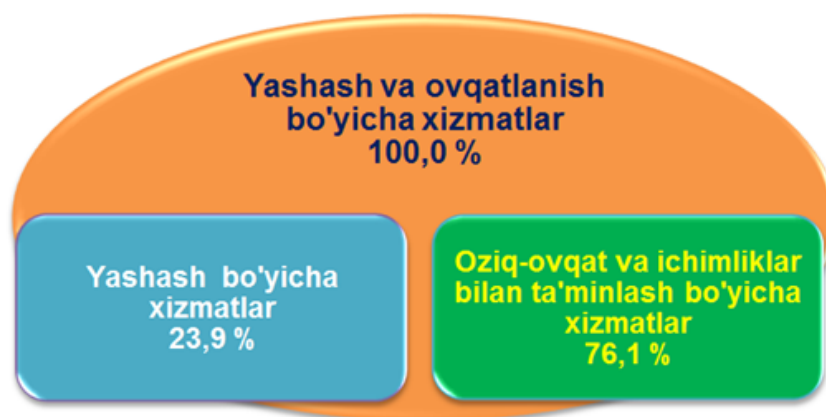 Yashash va ovqatlanish
bo'yicha xizmatlar
100,0 %
Yashash bo'yicha
xizmatlar
23,9 %
Oziq-ovqat va ichimliklar
bilan ta'minlash bo'yicha
xizmatlar
76,1 %